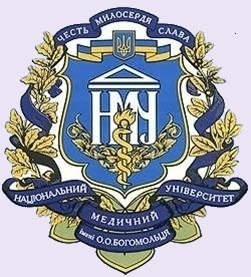 ЧЕСТЬ МИЛОСЕРДЯ СЛАВА
НМУ
НАЦІОНАЛЬНИЙ МЕДИЧНИЙ УНІВЕРСИТЕТ
імені О.О.БОГОМОЛЬЦЯ